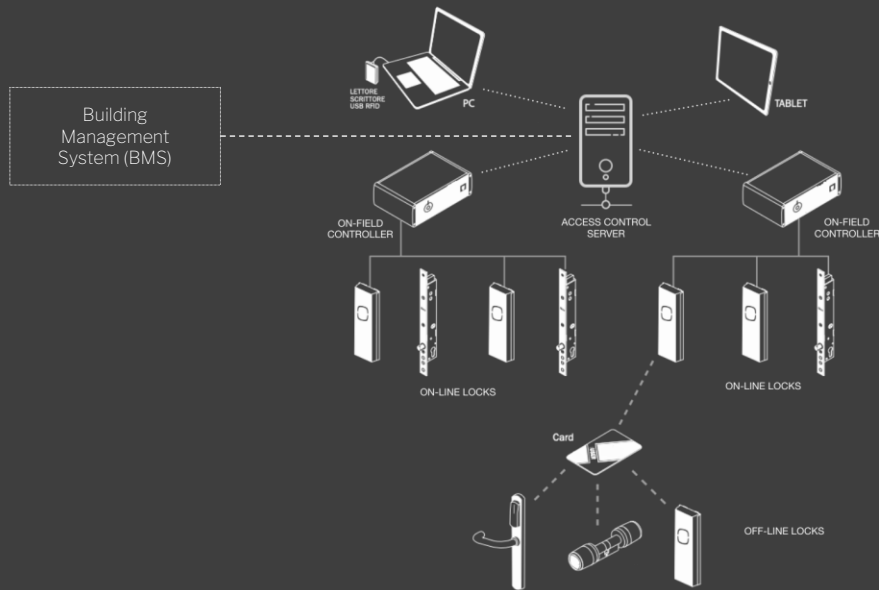 LETTORE
SCRITTORE
USB RFID
PC
TABLET
Building
Management
System (BMS)
ON-FIELD
CONTROLLER
ACCESS CONTROL
SERVER
ON-FIELD
CONTROLLER
ON-LINE LOCKS
ON-LINE LOCKS
Card
OFF-LINE LOCKS